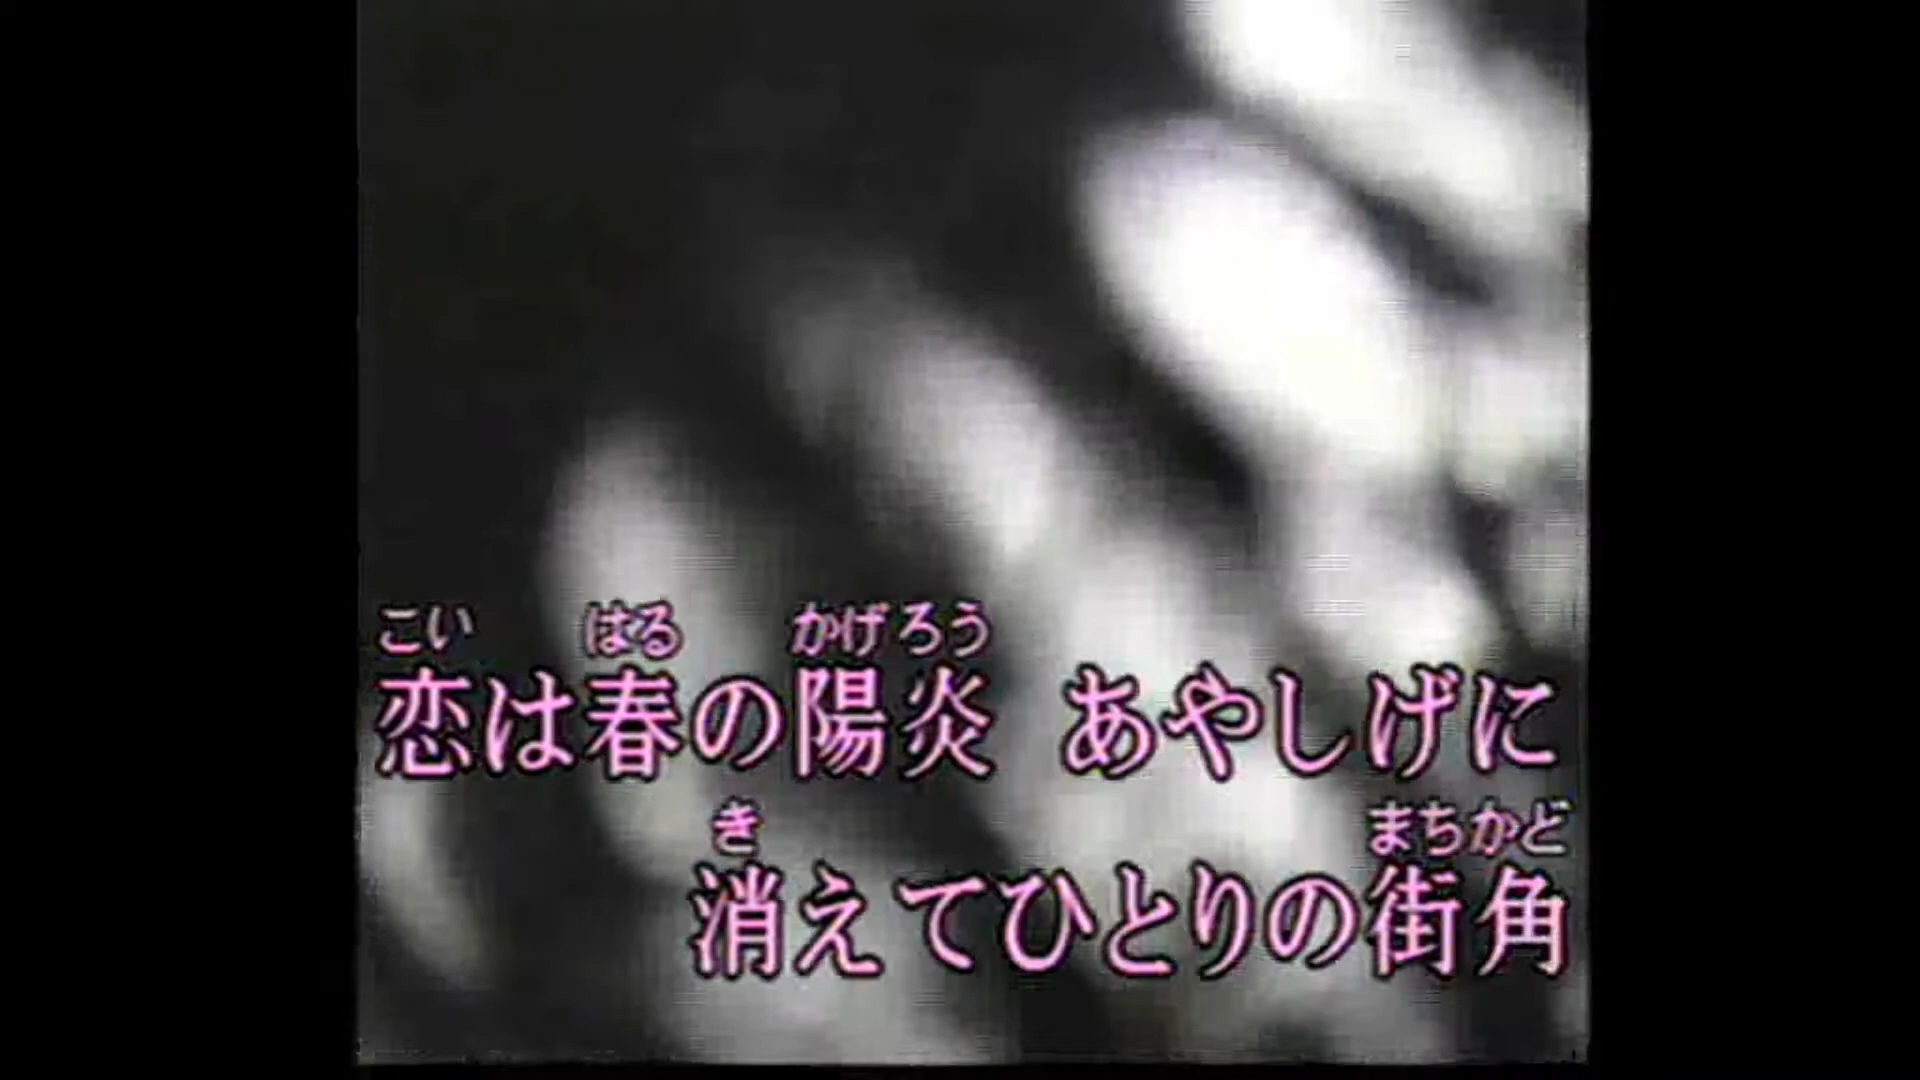 こい はる かげろう
恋は春の陽炎 あやしげに
き まちかど
消えてひとりの街角